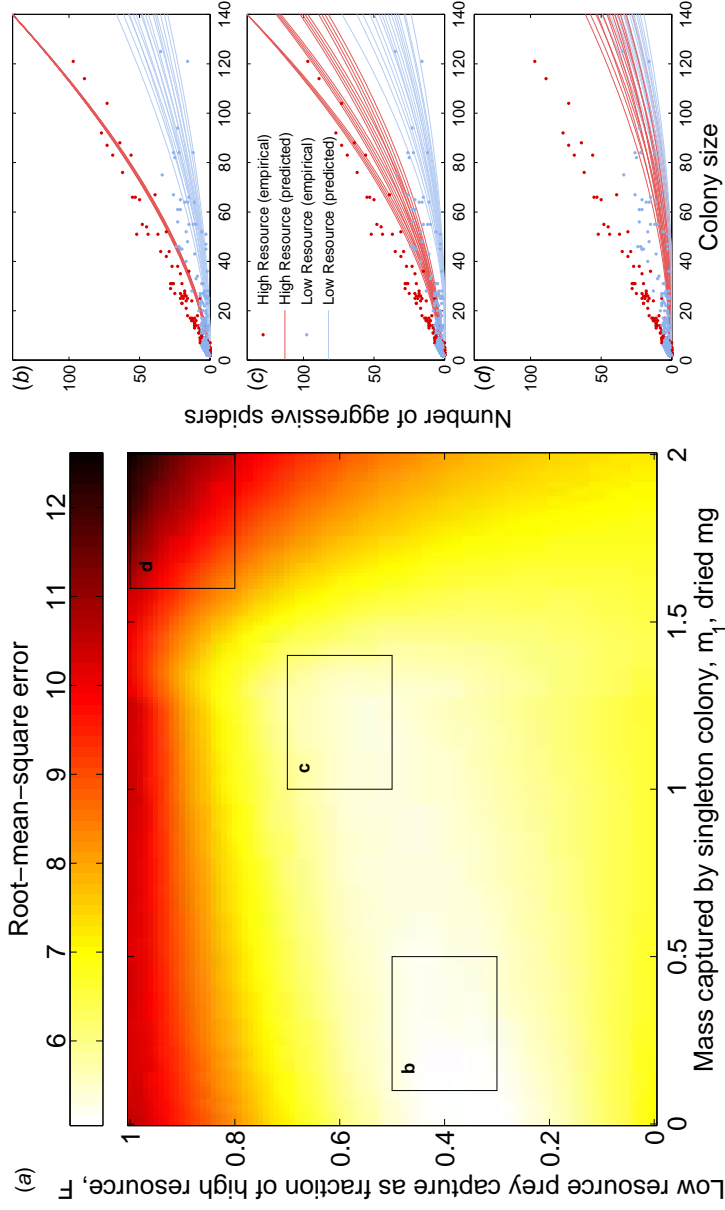 (a)
Root−mean−square error
6 7 8 9 10 11 12
Low resource prey capture as fraction of high resource, F
1
0.8
0.6
0.4
0.2
0
b
c
d
0 0.5 1 1.5 2
Mass captured by singleton colony, m1, dried mg
Number of aggressive spiders
(b)
100
50
0
0 20 40 60 80 100 120 140
(c)
High Resource (empirical)
High Resource (predicted)
Low Resource (empirical)
Low Resource (predicted)
100
50
0
0 20 40 60 80 100 120 140
(d)
100
50
0
0 20 40 60 80 100 120 140
Colony size